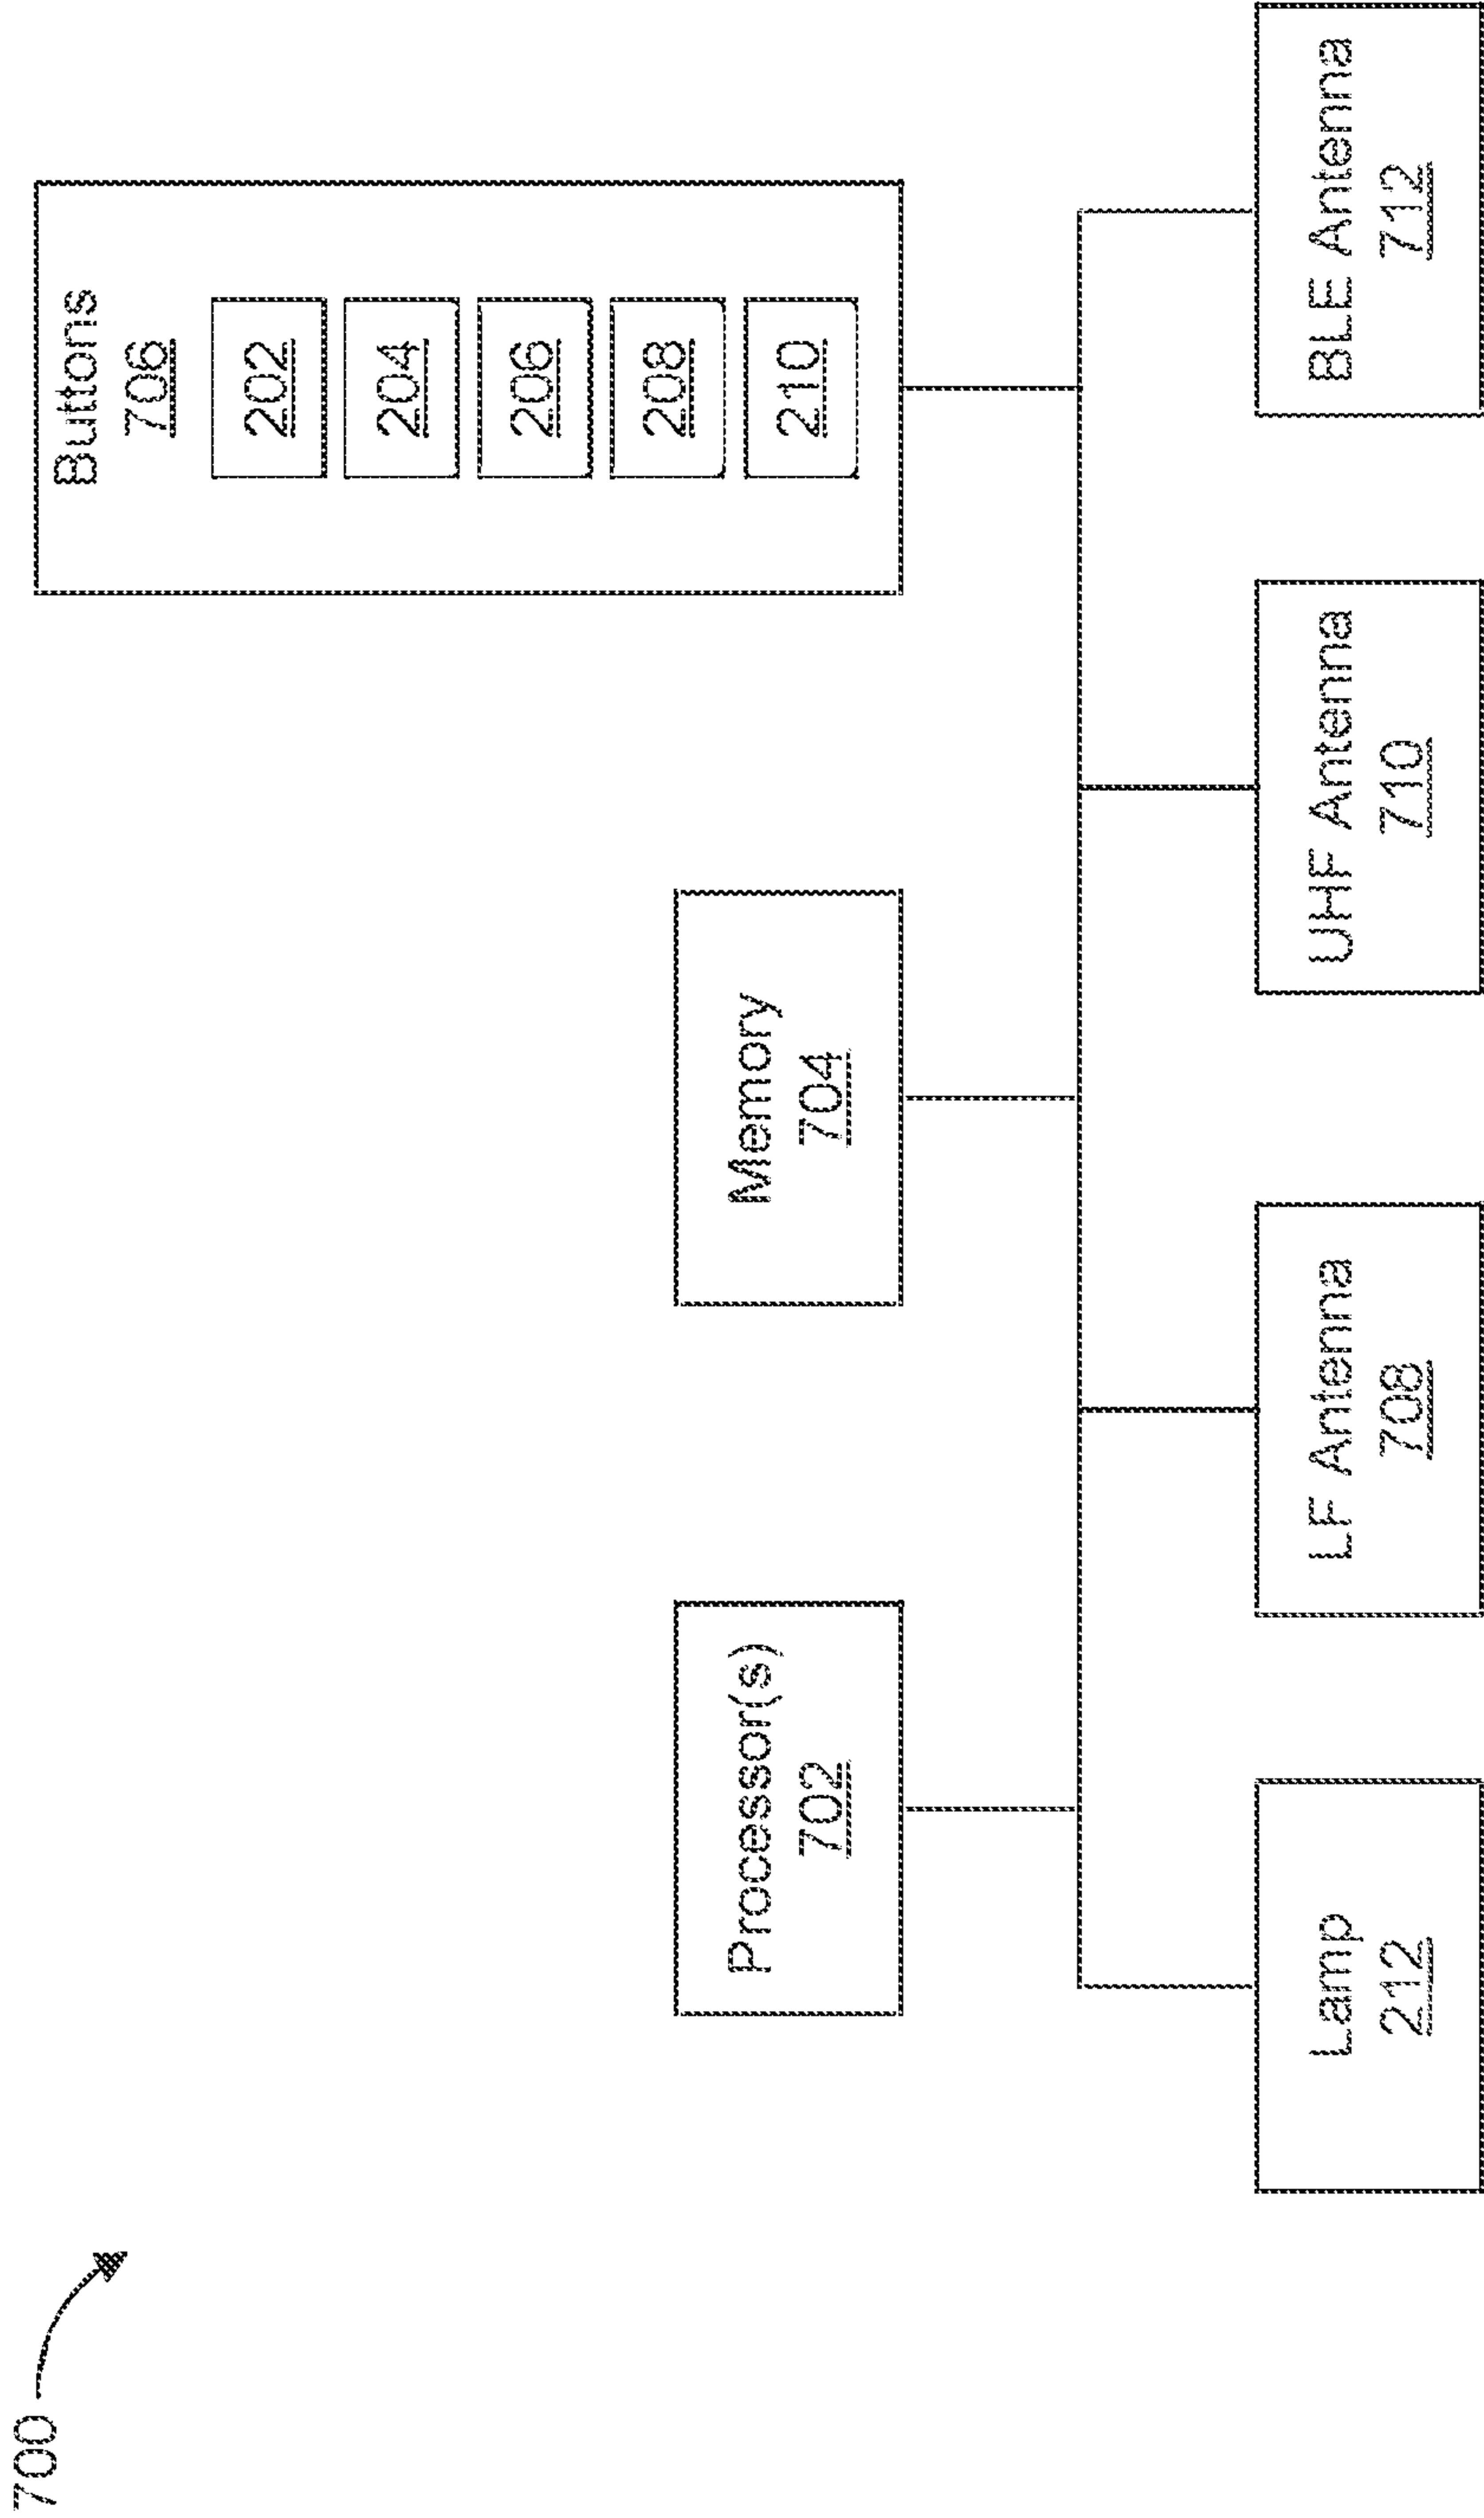 700
Processor(s)
702
Memory
704
Buttons
706
202
204
206
208
210
Lamp
212
LF Antenna
708
UHF Antenna
710
BLE Antenna
712